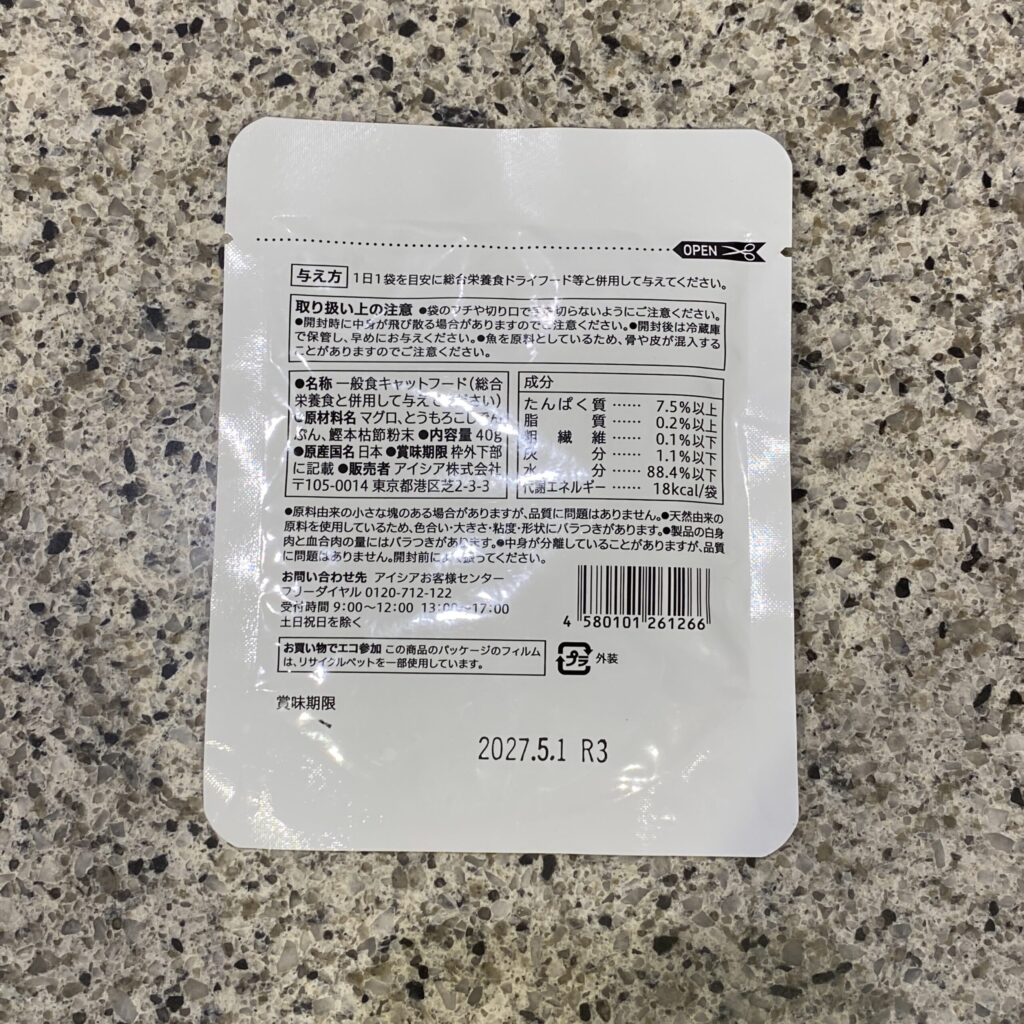 OPEN
与え方 1日1袋を目安に総合栄養食ドライフード等と併用して与えてください。
取り扱い上の注意 ●袋のフチや切り口で手を切らないようにご注意ください。
●開封時に中身が飛び散る場合がありますのでご注意ください。●開封後は冷蔵庫
で保管し、早めにお与えください。●魚を原料としているため、骨や皮が混入する
ことがありますのでご注意ください。
●名称 一般食キャットフード（総合
栄養食と併用して与えてください）
●原材料名 マグロ、とうもろこしでん
ぷん、鰹本枯節粉末 ●内容量 40g
●原産国名 日本 ●賞味期限 枠外下部
に記載 ●販売者 アイシア株式会社
〒105-0014 東京都港区芝2-3-3
成分
たんぱく質 …… 7.5%以上
脂質 …… 0.2%以上
粗繊維 …… 0.1%以下
灰分 …… 1.1%以下
水分 …… 88.4%以下
代謝エネルギー …… 18kcal/袋
●原料由来の小さな塊のある場合がありますが、品質に問題はありません。●天然由来の
原料を使用しているため、色合い・大きさ・粘度・形状にバラつきがあります。●製品の白身
肉と血合肉の量にはバラつきがあります。●中身が分離していることがありますが、品質
に問題はありません。開封前によく振ってください。
お問い合わせ先 アイシアお客様センター
フリーダイヤル 0120-712-122
受付時間 9:00〜12:00 13:00〜17:00
土日祝日を除く
4 580101 261266
お買い物でエコ参加 この商品のパッケージのフィルム
は、リサイクルペットを一部使用しています。
プラ 外装
賞味期限
2027.5.1 R3